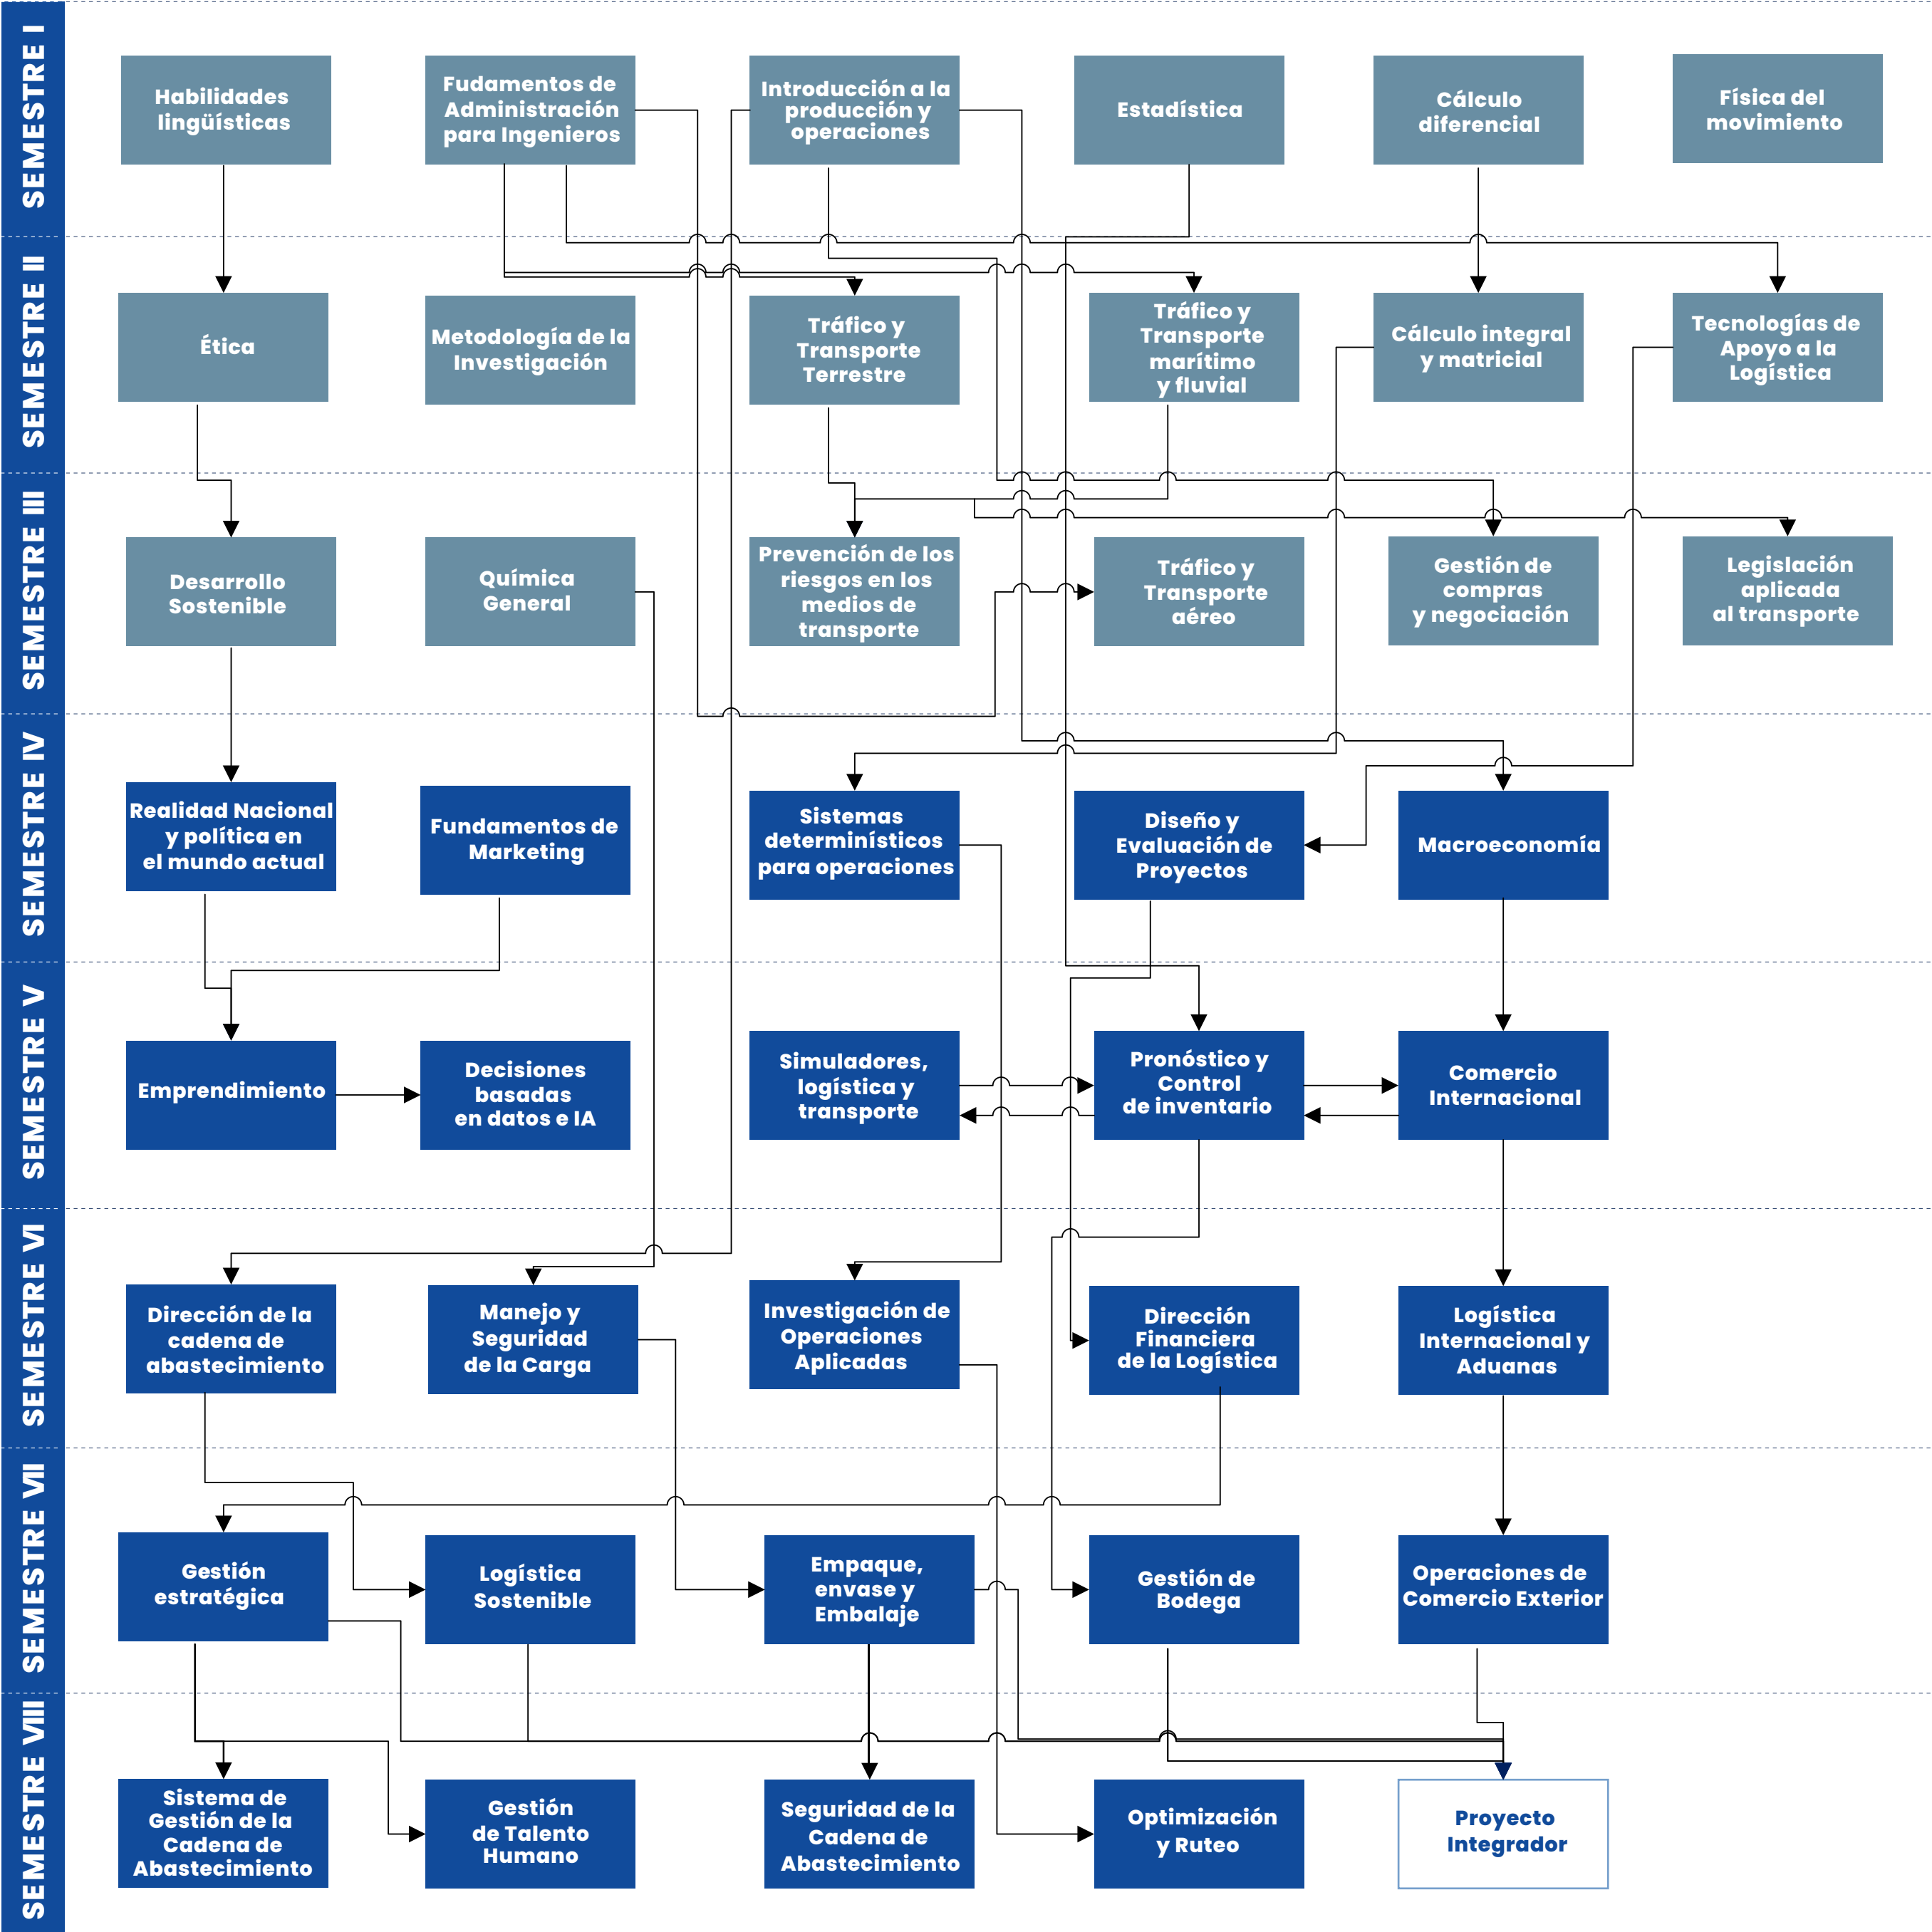 SEMESTRE I
Habilidades
lingüísticas
Fudamentos de
Administración
para Ingenieros
Introducción a la
producción y
operaciones
Estadística
Cálculo
diferencial
Física del
movimiento
SEMESTRE II
Ética
Metodología de la
Investigación
Tráfico y
Transporte
Terrestre
Tráfico y
Transporte
marítimo
y fluvial
Cálculo integral
y matricial
Tecnologías de
Apoyo a la
Logística
SEMESTRE III
Desarrollo
Sostenible
Química
General
Prevención de los
riesgos en los
medios de
transporte
Tráfico y
Transporte
aéreo
Gestión de
compras
y negociación
Legislación
aplicada
al transporte
SEMESTRE IV
Realidad Nacional
y política en
el mundo actual
Fundamentos de
Marketing
Sistemas
determinísticos
para operaciones
Diseño y
Evaluación de
Proyectos
Macroeconomía
SEMESTRE V
Emprendimiento
Decisiones
basadas
en datos e IA
Simuladores,
logística y
transporte
Pronóstico y
Control
de inventario
Comercio
Internacional
SEMESTRE VI
Dirección de la
cadena de
abastecimiento
Manejo y
Seguridad
de la Carga
Investigación de
Operaciones
Aplicadas
Dirección
Financiera
de la Logística
Logística
Internacional y
Aduanas
SEMESTRE VII
Gestión
estratégica
Logística
Sostenible
Empaque,
envase y
Embalaje
Gestión de
Bodega
Operaciones de
Comercio Exterior
SEMESTRE VIII
Sistema de
Gestión de la
Cadena de
Abastecimiento
Gestión
de Talento
Humano
Seguridad de la
Cadena de
Abastecimiento
Optimización
y Ruteo
Proyecto
Integrador